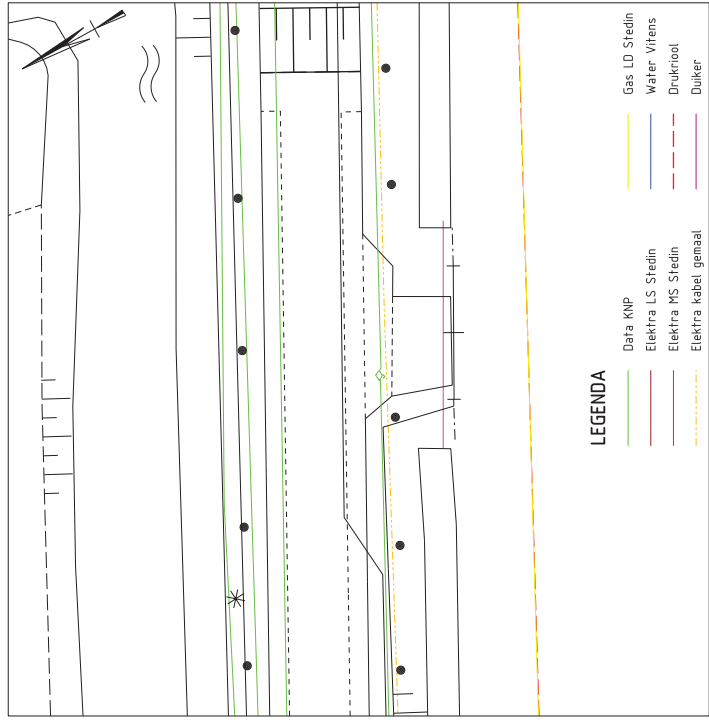 LEGENDA
Data KNP
Elektra LS Stedin
Elektra MS Stedin
Elektra kabel gemaal
Gas LD Stedin
Water Vitens
Drukriool
Duiker